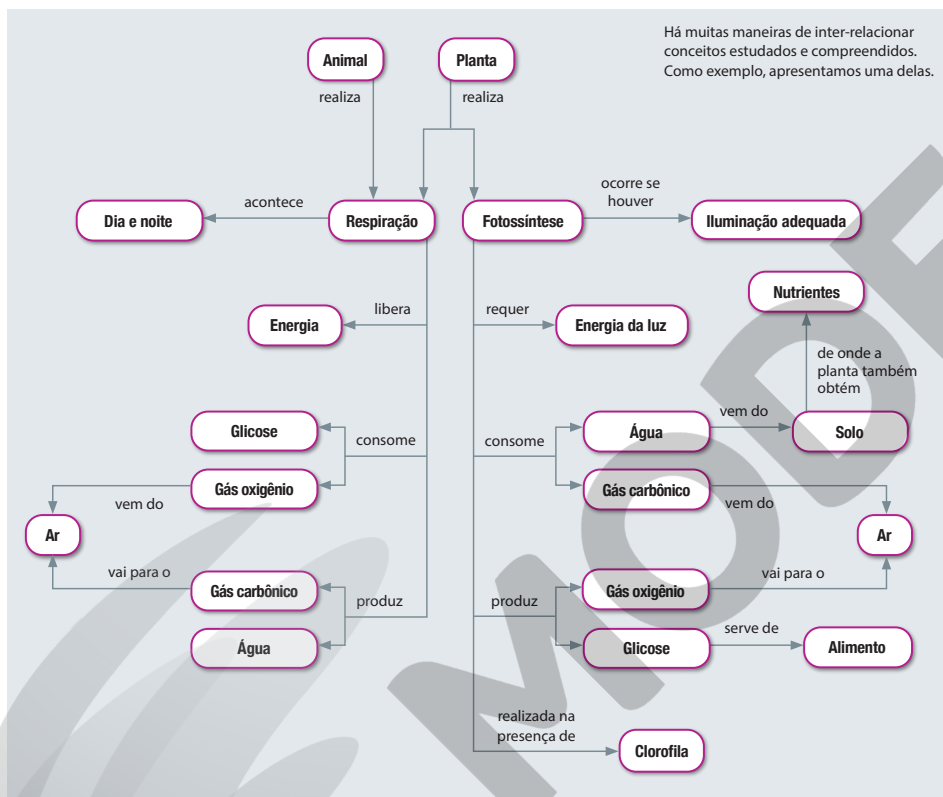 Há muitas maneiras de inter-relacionar
conceitos estudados e compreendidos.
Como exemplo, apresentamos uma delas.
Animal
Planta
realiza
realiza
Dia e noite
acontece
Respiração
Fotossíntese
ocorre se
houver
Iluminação adequada
Energia
libera
requer
Energia da luz
Nutrientes
de onde a
planta também
obtém
Glicose
consome
Gás oxigênio
vem do
Ar
consome
Água
vem do
Solo
Gás carbônico
vem do
Ar
vai para o
Gás carbônico
produz
Água
produz
Gás oxigênio
vai para o
Glicose
serve de
Alimento
realizada na
presença de
Clorofila
MODE